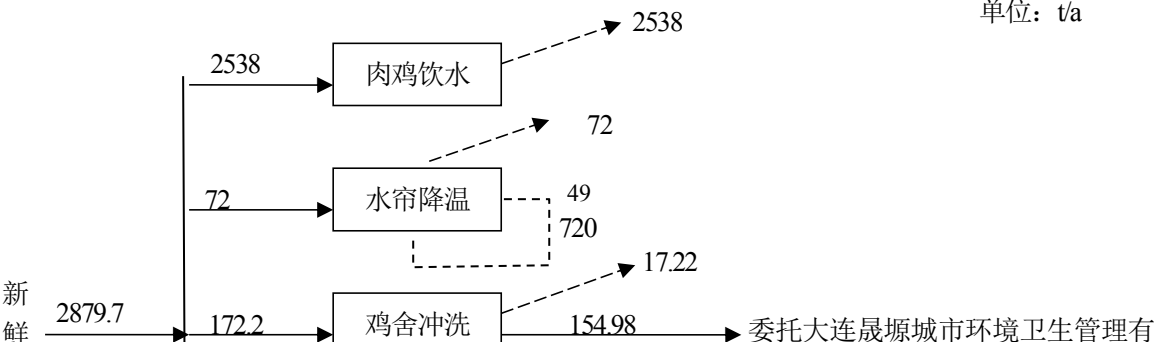 单位：t/a
2538
2538
肉鸡饮水
72
72
水帘降温
49
720
17.22
新
鲜
2879.7
172.2
鸡舍冲洗
154.98
委托大连晟塬城市环境卫生管理有